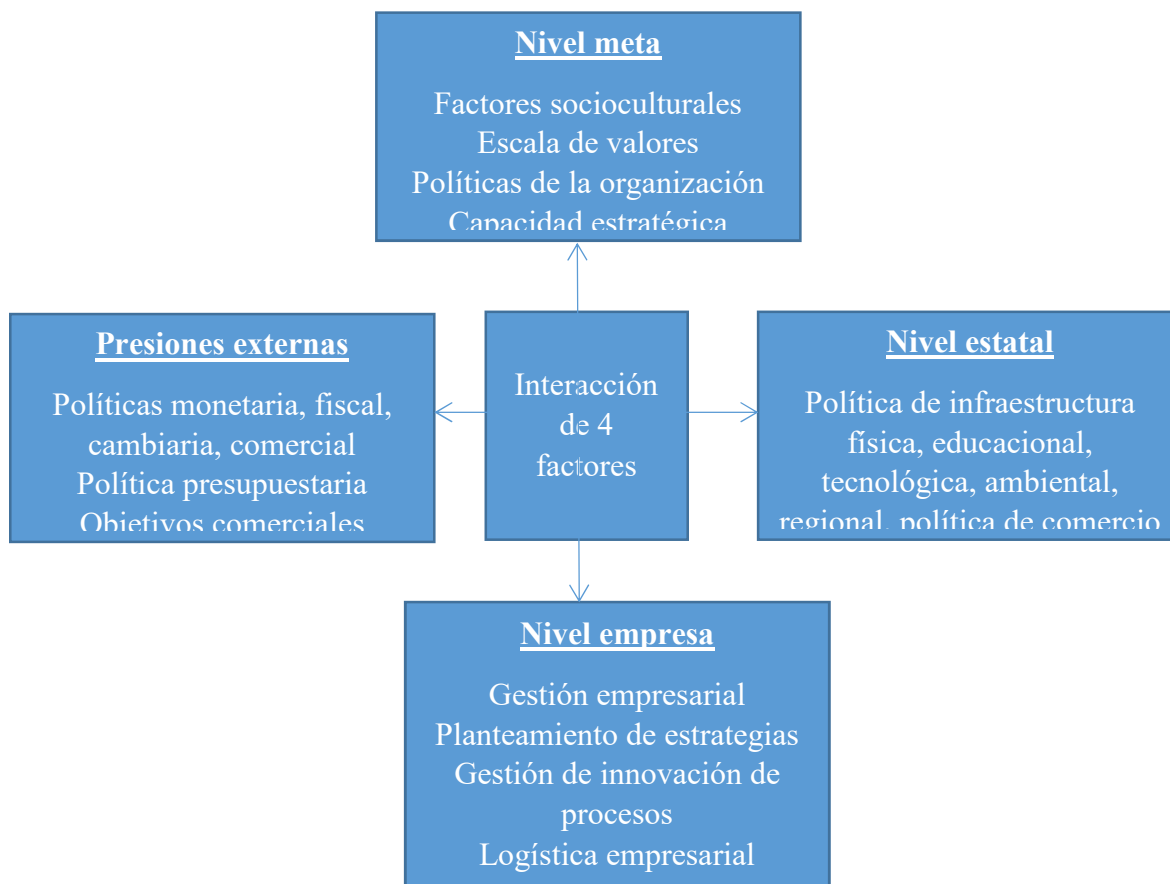 Nivel meta
Factores socioculturales
Escala de valores
Políticas de la organización
Capacidad estratégica
Presiones externas
Políticas monetaria, fiscal,
cambiaria, comercial
Política presupuestaria
Objetivos comerciales
Interacción
de 4
factores
Nivel estatal
Política de infraestructura
física, educacional,
tecnológica, ambiental,
regional, política de comercio
Nivel empresa
Gestión empresarial
Planteamiento de estrategias
Gestión de innovación de
procesos
Logística empresarial